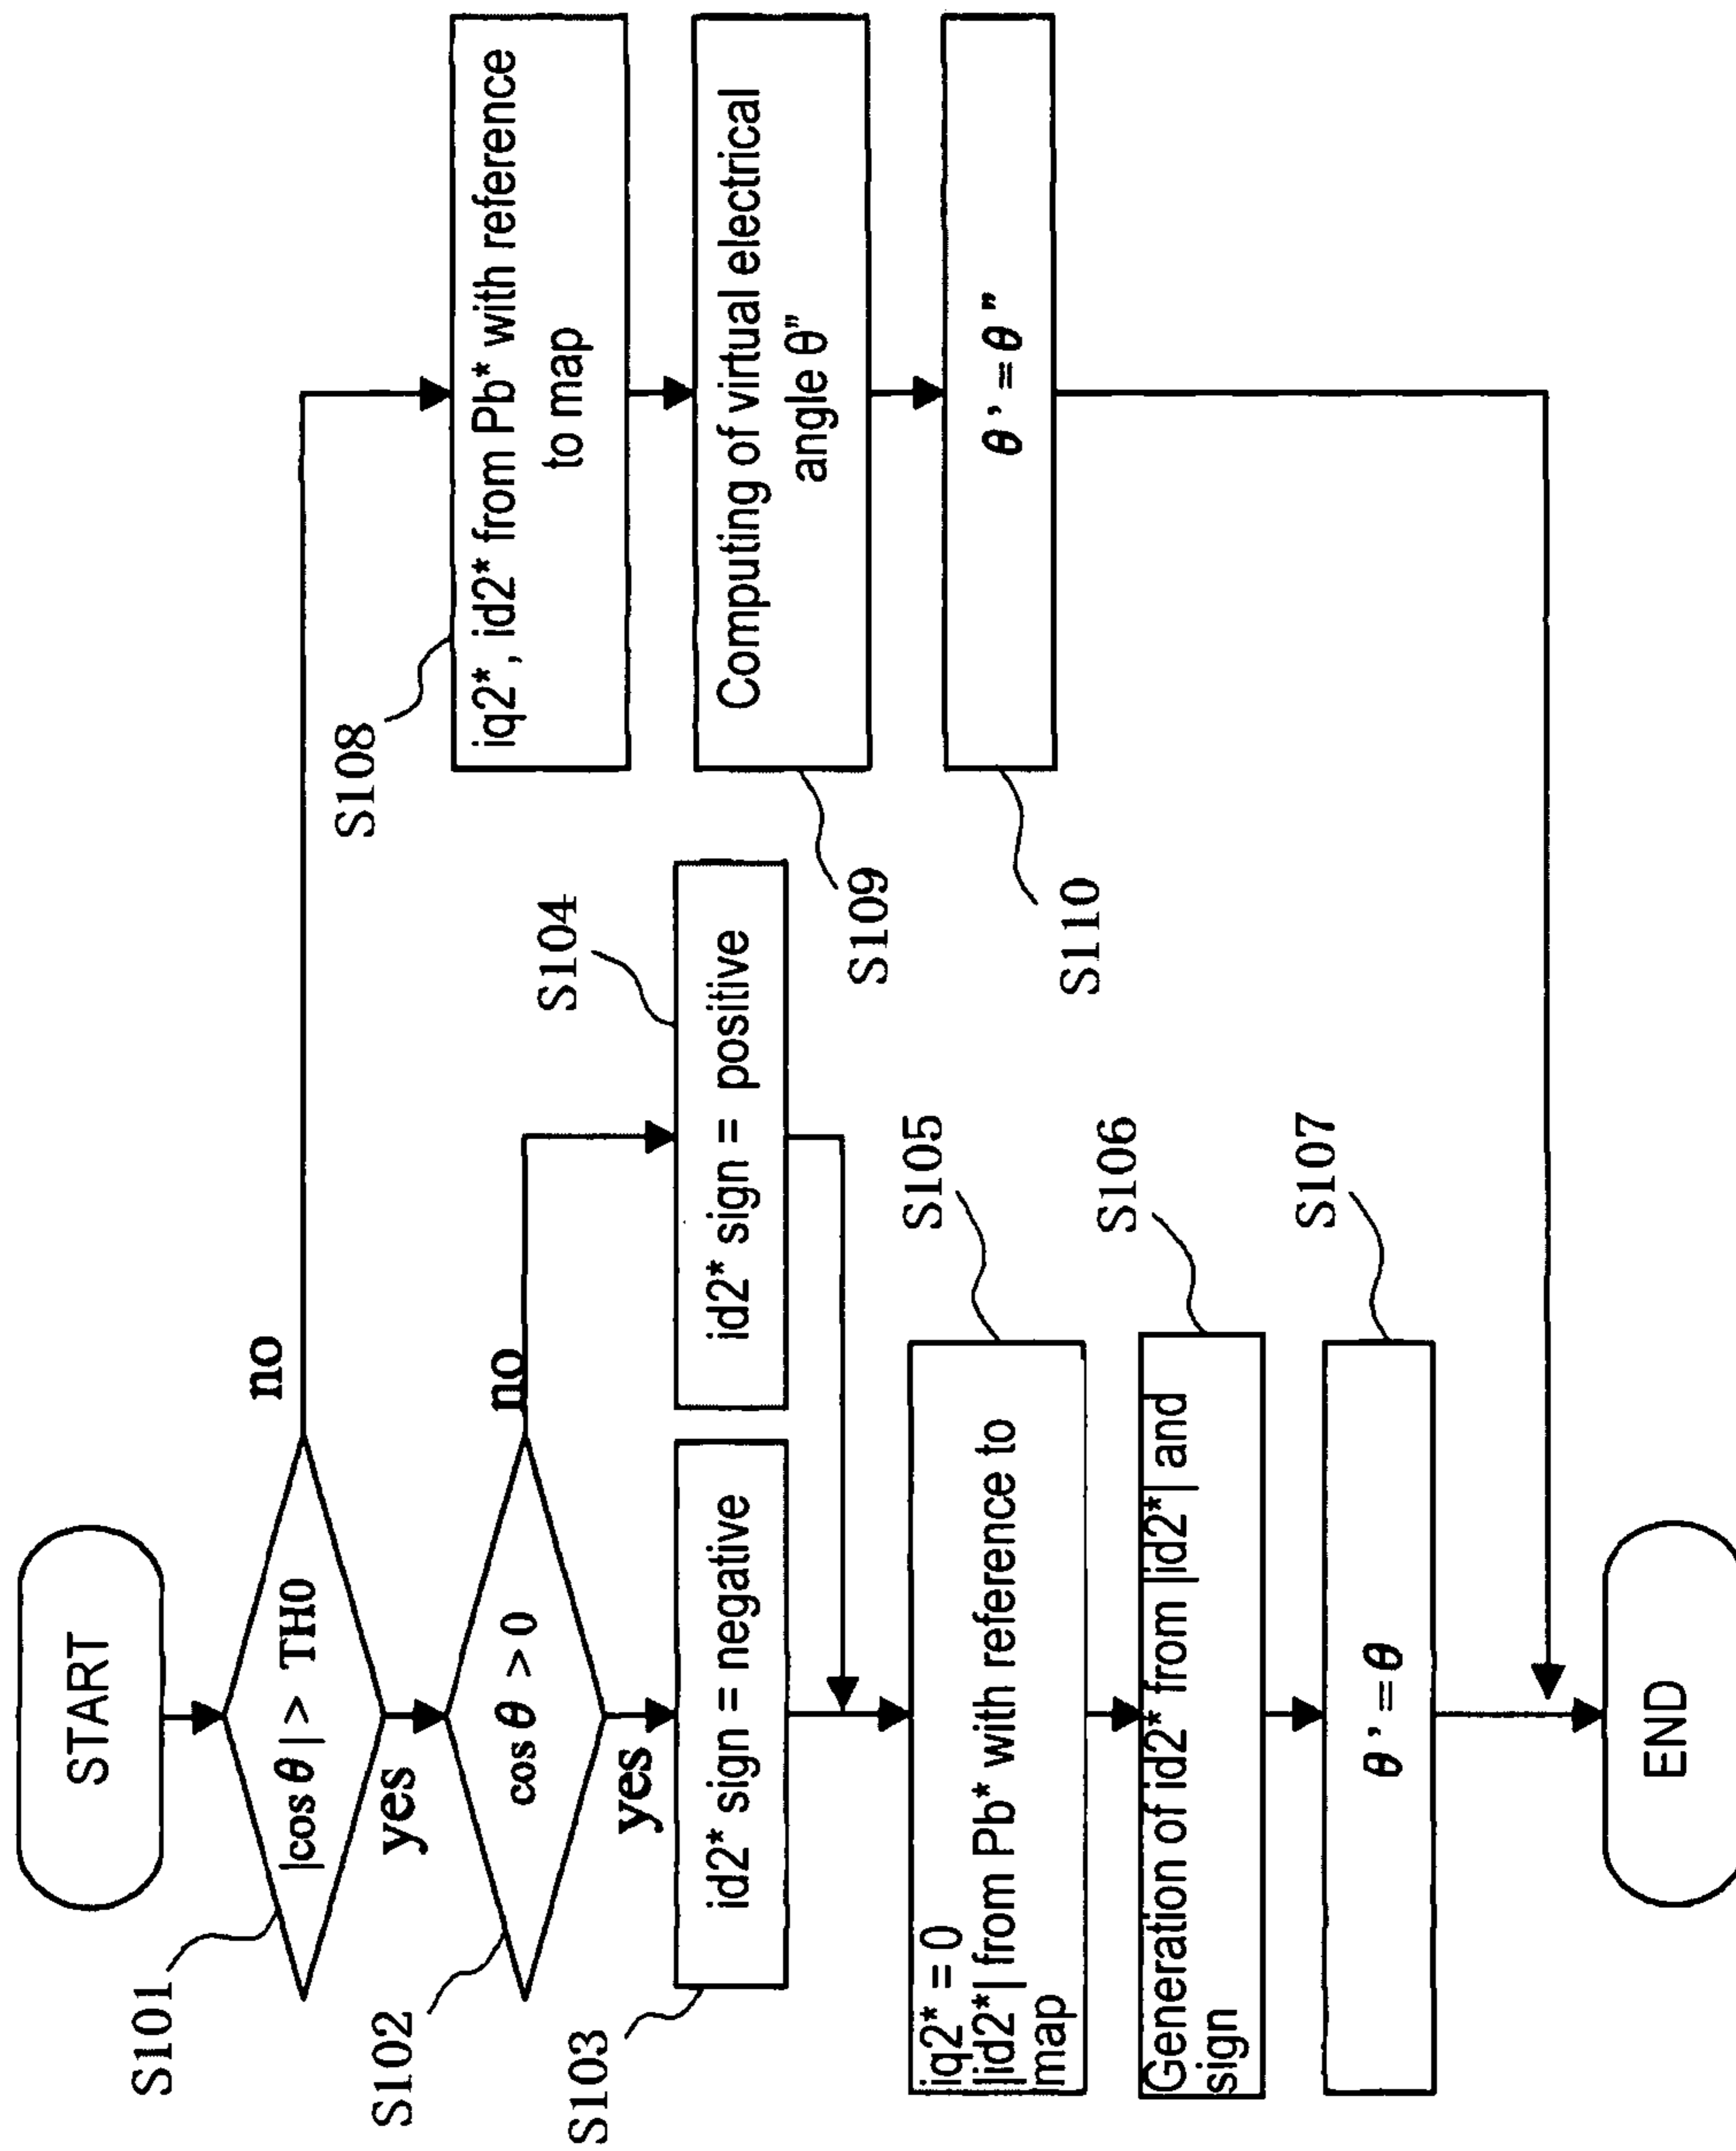 START
S101
|cos θ| > TH0
no
yes
S102
cos θ > 0
no
yes
S103
id2* sign = negative
S104
id2* sign = positive
S105
iq2* = 0
|id2*| from Pb* with reference to
map
S106
Generation of id2* from |id2*| and
sign
S107
θ' = θ
S108
iq2*, id2* from Pb* with reference
to map
S109
Computing of virtual electrical
angle θ"
S110
θ' = θ"
END